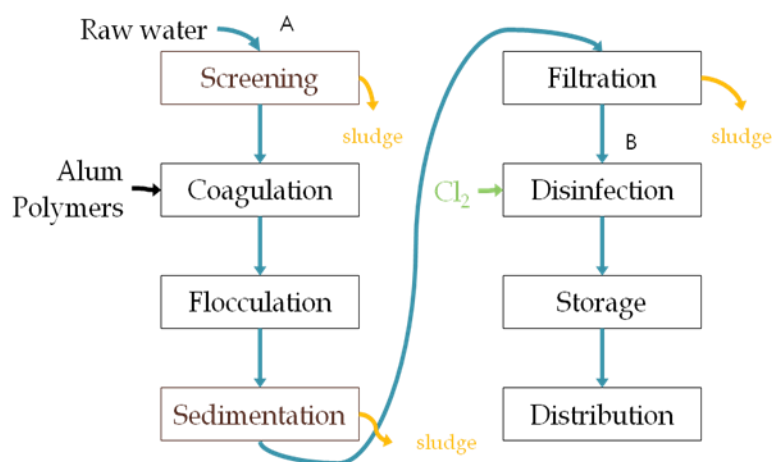 Raw water
A
Screening
sludge
Alum
Polymers
Coagulation
Flocculation
Sedimentation
sludge
Filtration
sludge
B
Cl₂
Disinfection
Storage
Distribution